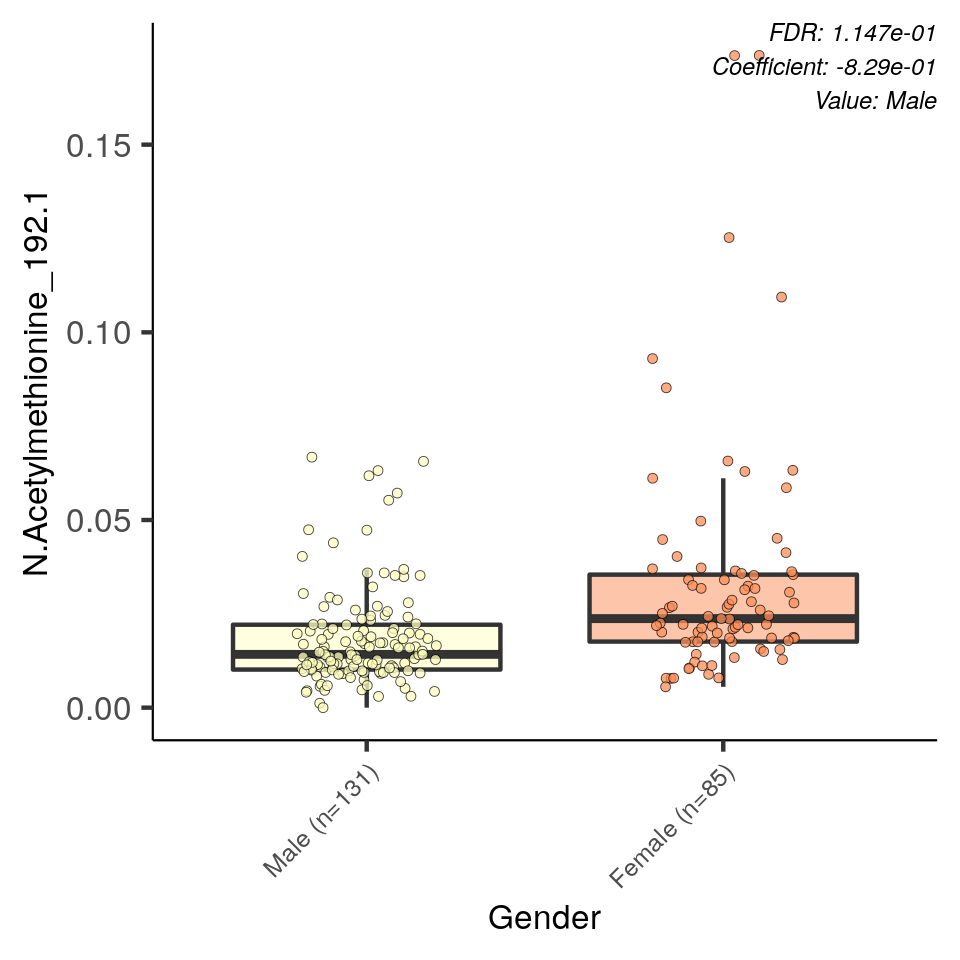 FDR: 1.147e-01
Coefficient: -8.29e-01
Value: Male
N.Acetylmethionine_192.1
0.15
0.10
0.05
0.00
Male (n=131)
Female (n=85)
Gender